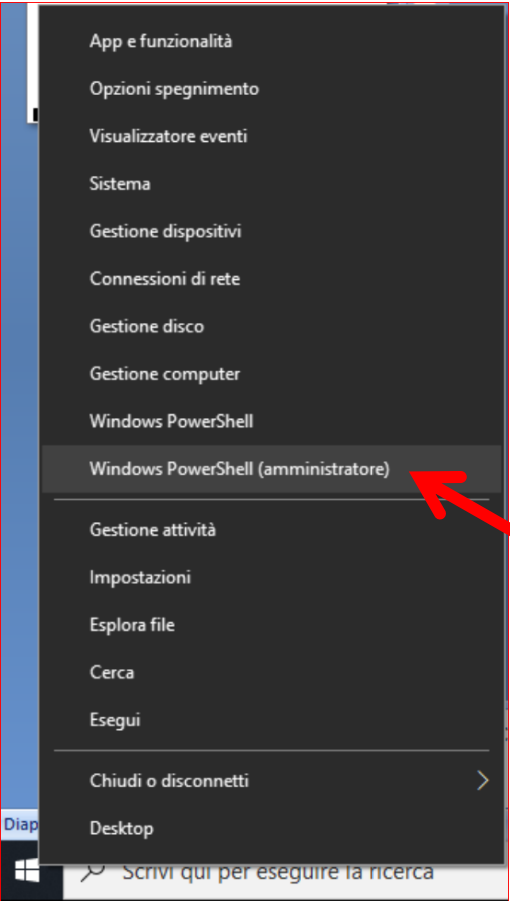 App e funzionalità
Opzioni spegnimento
Visualizzatore eventi
Sistema
Gestione dispositivi
Connessioni di rete
Gestione disco
Gestione computer
Windows PowerShell
Windows PowerShell (amministratore)
Gestione attività
Impostazioni
Esplora file
Cerca
Esegui
Chiudi o disconnetti
Desktop
Diap
Scrivi qui per eseguire la ricerca